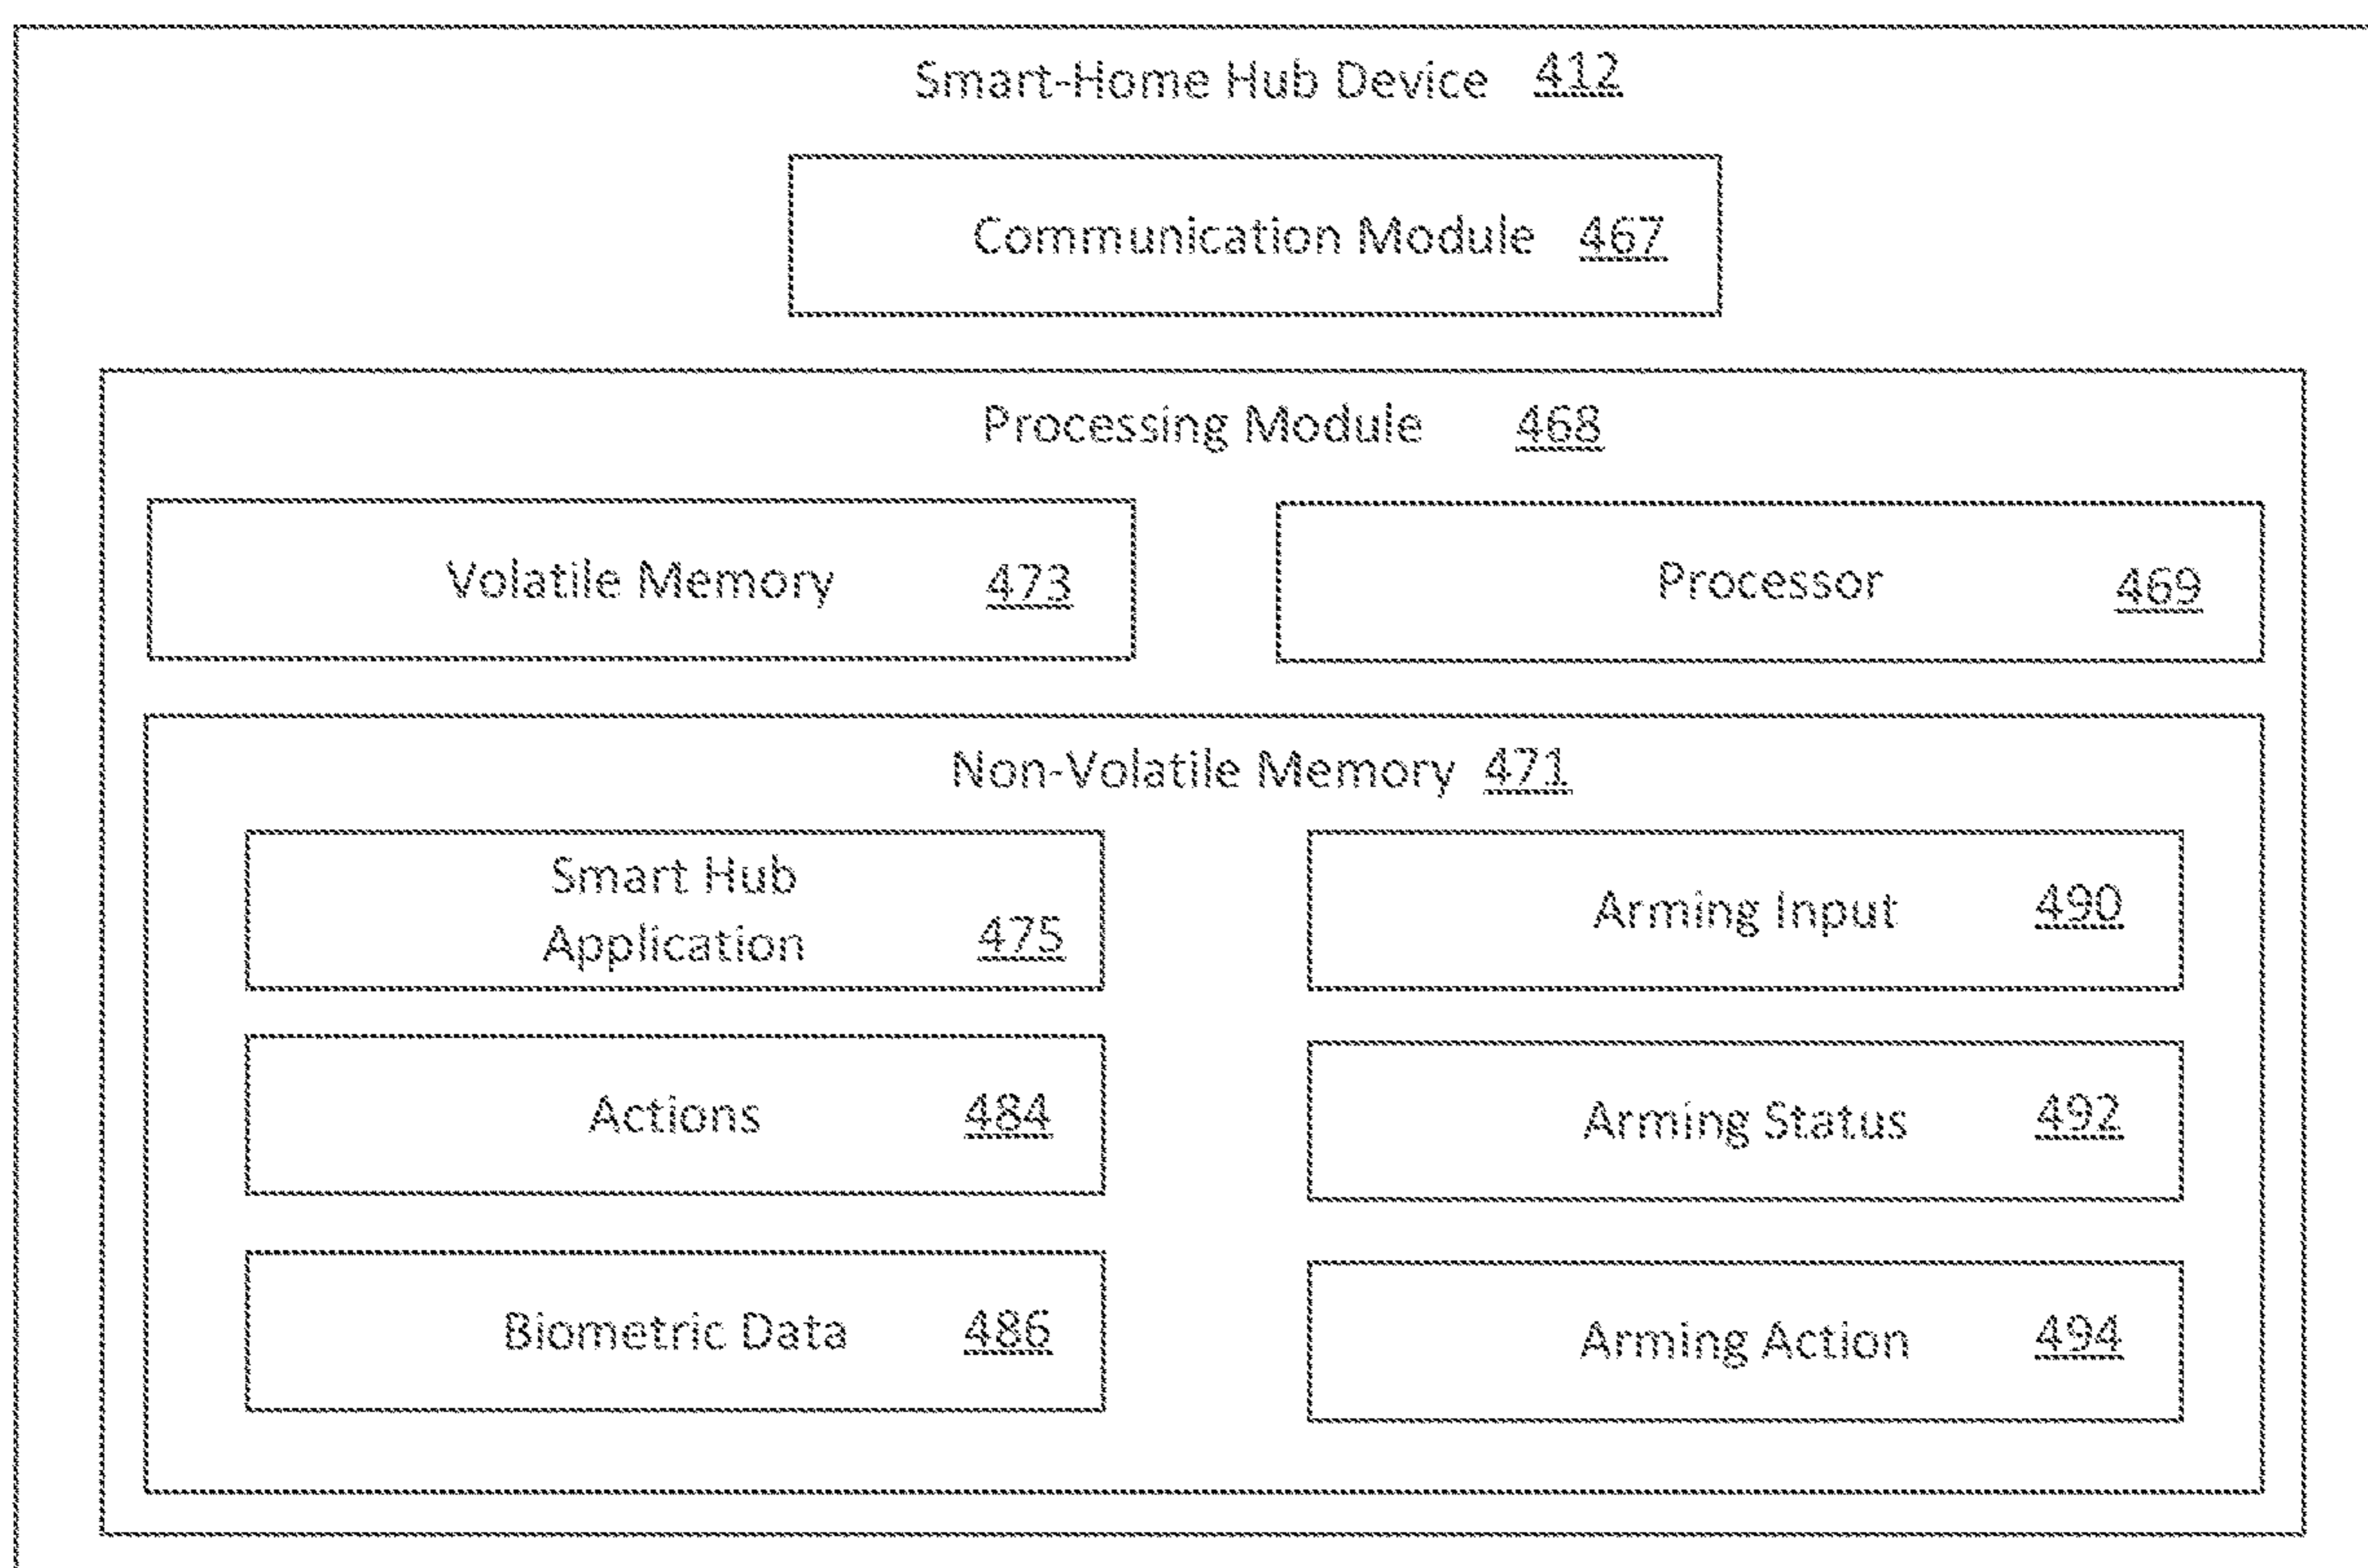 Smart-Home Hub Device 412
Communication Module 467
Processing Module 468
Volatile Memory 473
Processor 469
Non-Volatile Memory 471
Smart Hub
Application 475
Arming Input 490
Actions 484
Arming Status 492
Biometric Data 486
Arming Action 494